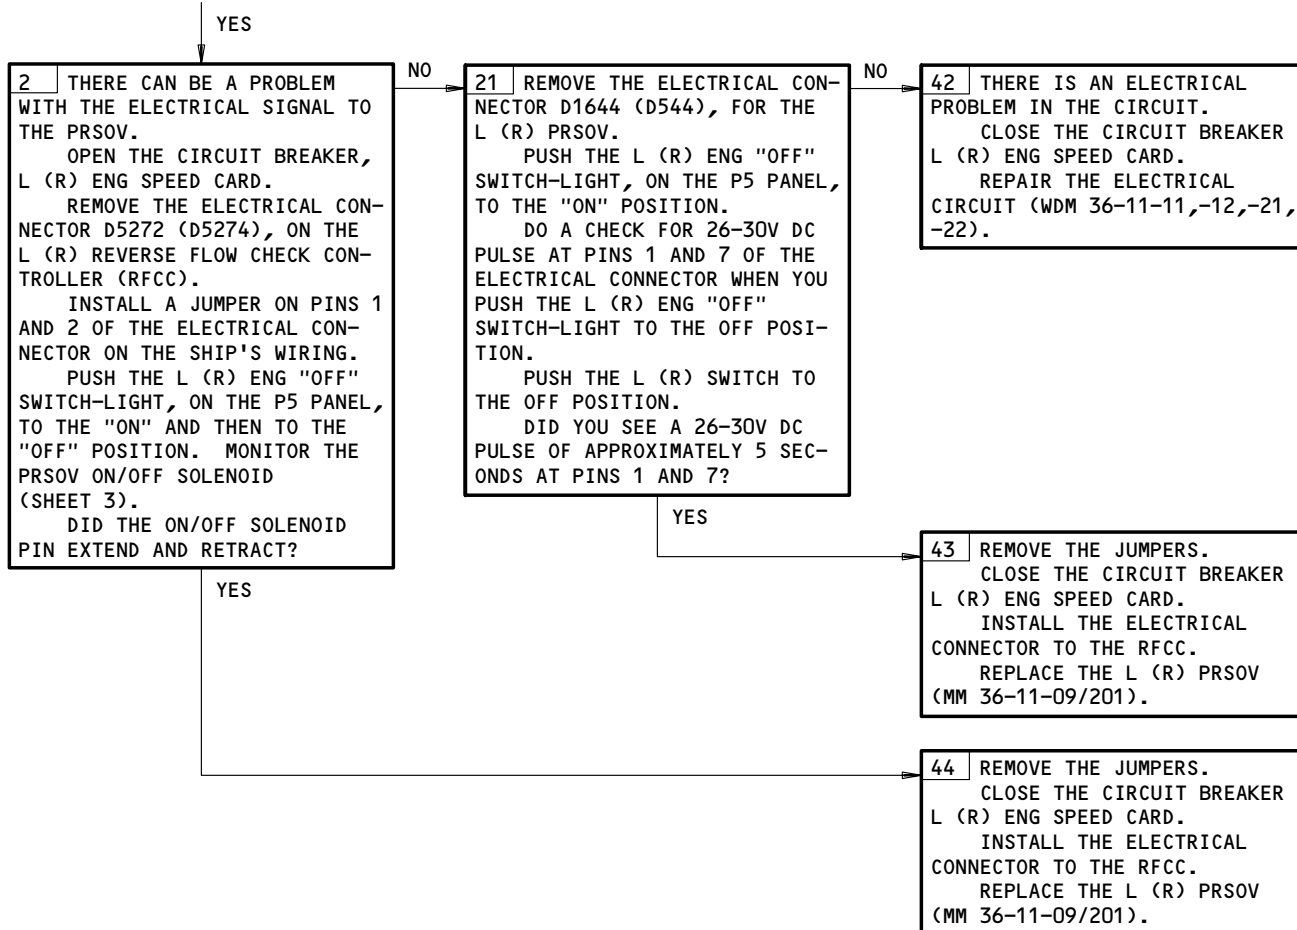 YES
2 THERE CAN BE A PROBLEM
WITH THE ELECTRICAL SIGNAL TO
THE PRSOV.
OPEN THE CIRCUIT BREAKER,
L (R) ENG SPEED CARD.
REMOVE THE ELECTRICAL CON-
NECTOR D5272 (D5274), ON THE
L (R) REVERSE FLOW CHECK CON-
TROLLER (RFCC).
INSTALL A JUMPER ON PINS 1
AND 2 OF THE ELECTRICAL CON-
NECTOR ON THE SHIP'S WIRING.
PUSH THE L (R) ENG "OFF"
SWITCH-LIGHT, ON THE P5 PANEL,
TO THE "ON" AND THEN TO THE
"OFF" POSITION. MONITOR THE
PRSOV ON/OFF SOLENOID
(SHEET 3).
DID THE ON/OFF SOLENOID
PIN EXTEND AND RETRACT?
NO
YES
21 REMOVE THE ELECTRICAL CON-
NECTOR D1644 (D544), FOR THE
L (R) PRSOV.
PUSH THE L (R) ENG "OFF"
SWITCH-LIGHT, ON THE P5 PANEL,
TO THE "ON" POSITION.
DO A CHECK FOR 26-30V DC
PULSE AT PINS 1 AND 7 OF THE
ELECTRICAL CONNECTOR WHEN YOU
PUSH THE L (R) ENG "OFF"
SWITCH-LIGHT TO THE OFF POSI-
TION.
PUSH THE L (R) SWITCH TO
THE OFF POSITION.
DID YOU SEE A 26-30V DC
PULSE OF APPROXIMATELY 5 SEC-
ONDS AT PINS 1 AND 7?
NO
YES
42 THERE IS AN ELECTRICAL
PROBLEM IN THE CIRCUIT.
CLOSE THE CIRCUIT BREAKER
L (R) ENG SPEED CARD.
REPAIR THE ELECTRICAL
CIRCUIT (WDM 36-11-11,-12,-21,
-22).
43 REMOVE THE JUMPERS.
CLOSE THE CIRCUIT BREAKER
L (R) ENG SPEED CARD.
INSTALL THE ELECTRICAL
CONNECTOR TO THE RFCC.
REPLACE THE L (R) PRSOV
(MM 36-11-09/201).
44 REMOVE THE JUMPERS.
CLOSE THE CIRCUIT BREAKER
L (R) ENG SPEED CARD.
INSTALL THE ELECTRICAL
CONNECTOR TO THE RFCC.
REPLACE THE L (R) PRSOV
(MM 36-11-09/201).